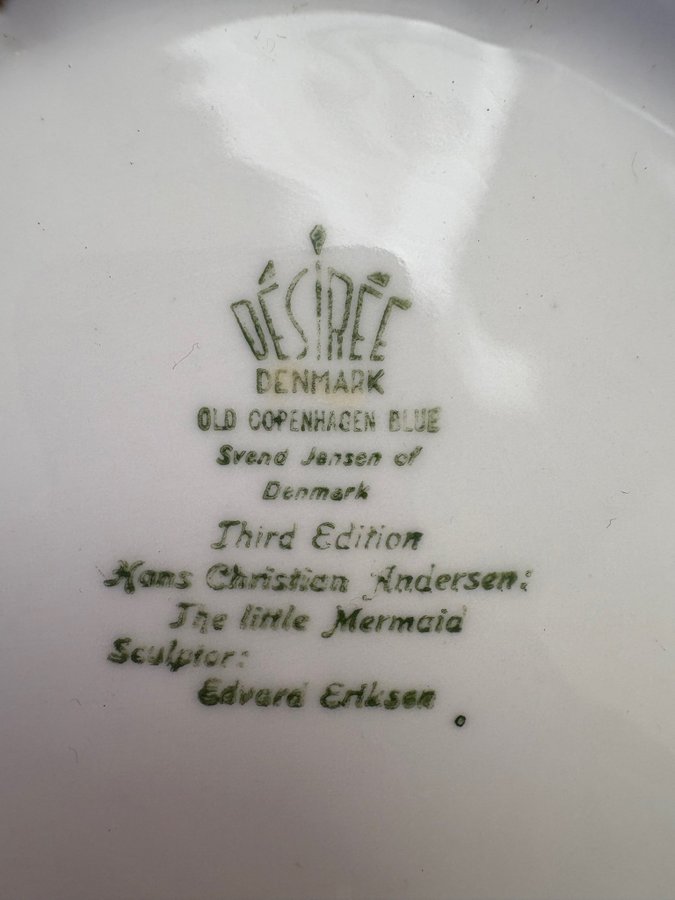 DÉSIRÉE
DENMARK
OLD COPENHAGEN BLUE
Svend Jensen of
Denmark
Third Edition
Hans Christian Andersen:
The little Mermaid
Sculptor:
Edvard Eriksen